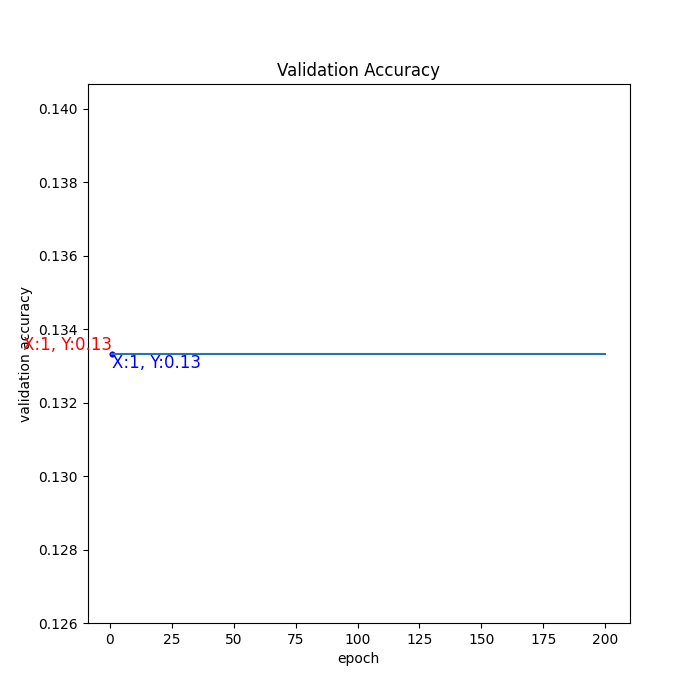 Validation Accuracy
0.140
0.138
0.136
0.134
0.132
0.130
0.128
0.126
validation accuracy
X:1, Y:0.13
X:1, Y:0.13
0 25 50 75 100 125 150 175 200
epoch